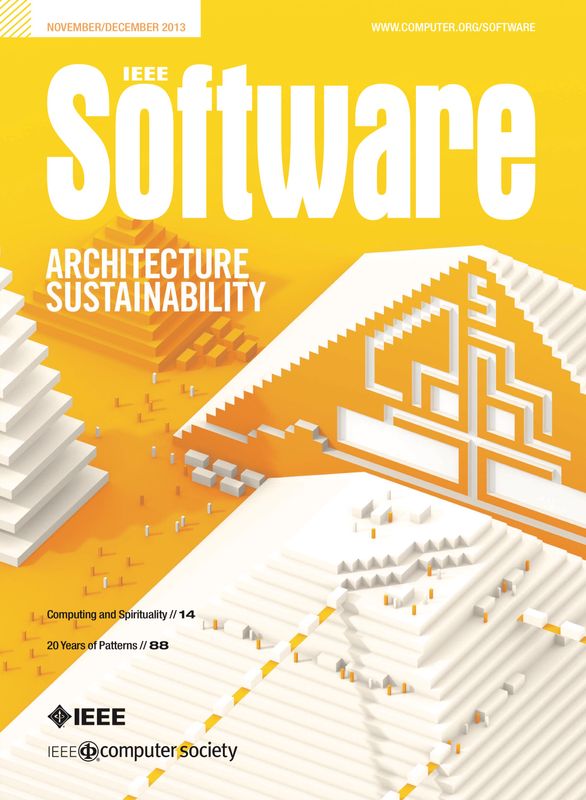 NOVEMBER/DECEMBER 2013
WWW.COMPUTER.ORG/SOFTWARE
IEEE
Software
ARCHITECTURE
SUSTAINABILITY
Computing and Spirituality // 14
20 Years of Patterns // 88
IEEE
IEEE computer society